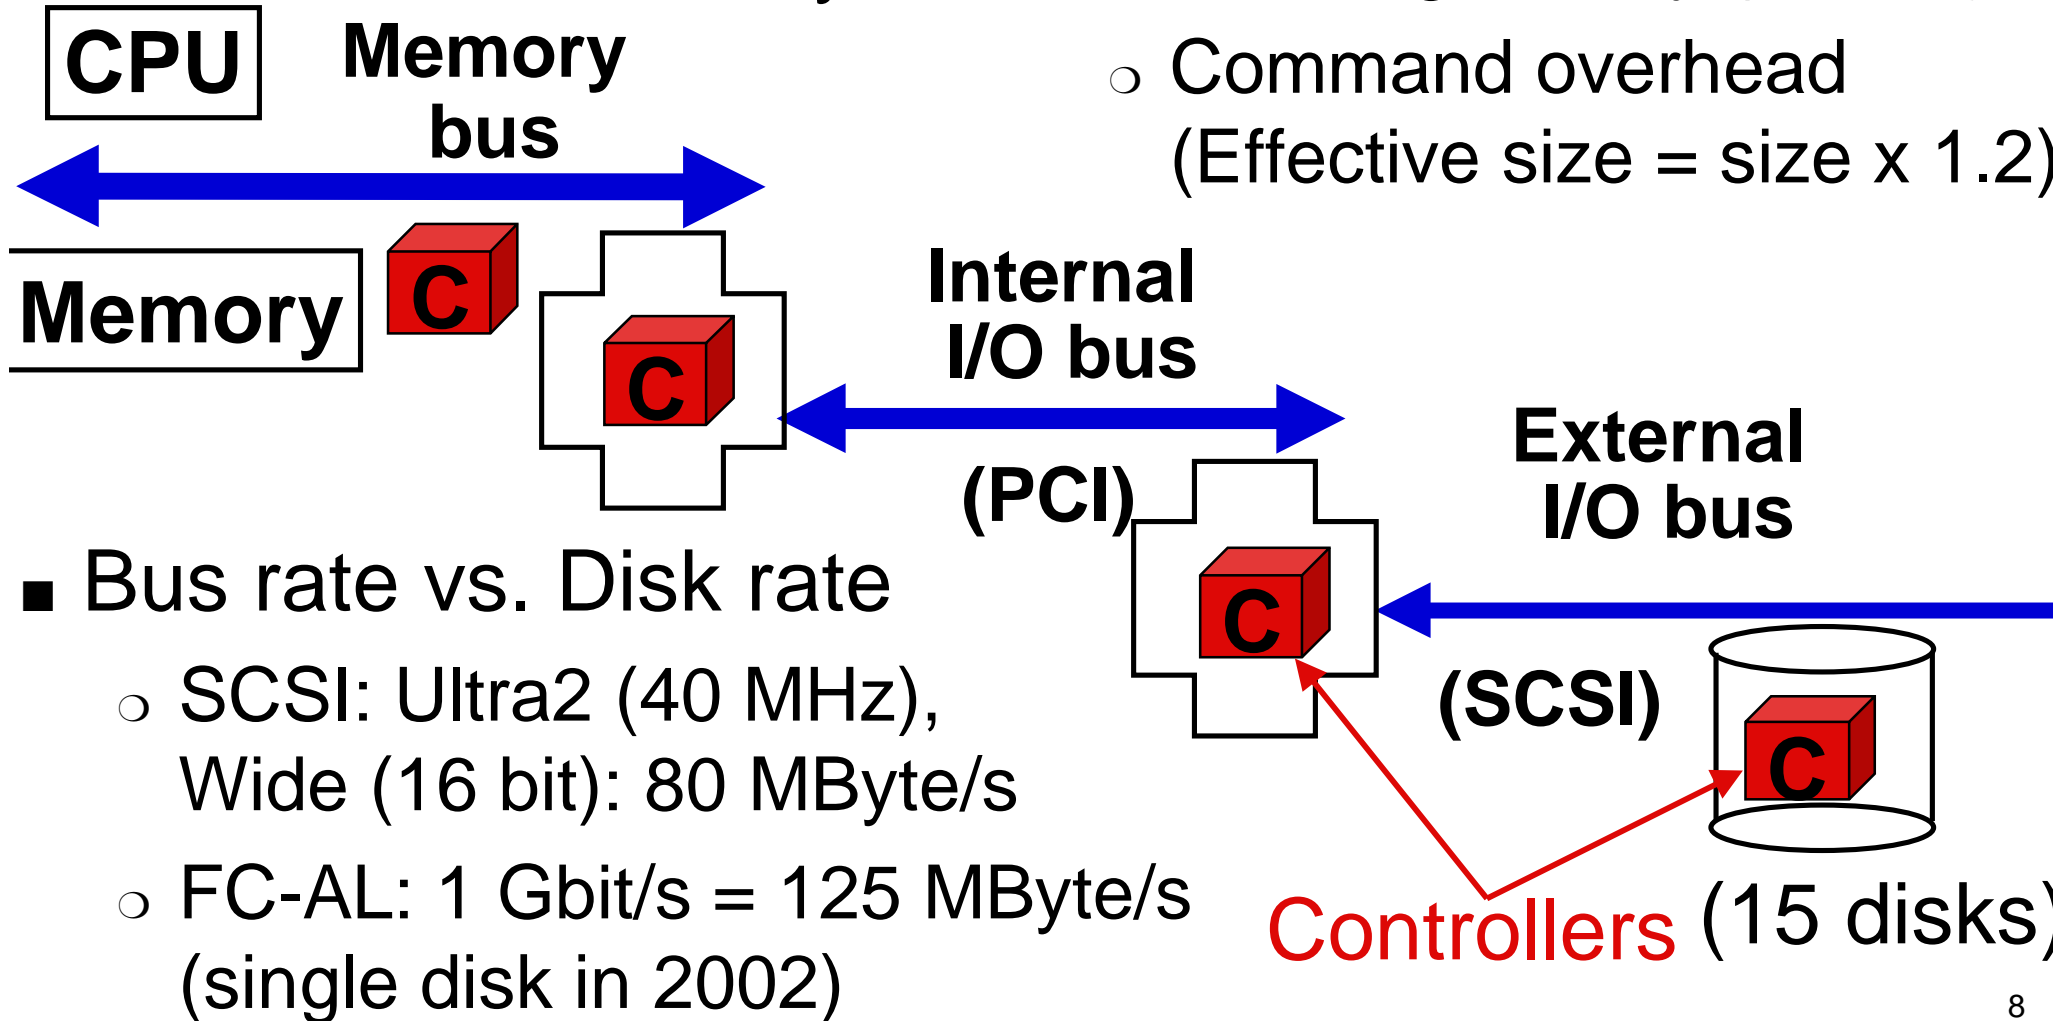 CPU
Memory
bus
❍ Command overhead
(Effective size = size x 1.2)
Memory
C
C
Internal
I/O bus
(PCI)
External
I/O bus
■ Bus rate vs. Disk rate
❍ SCSI: Ultra2 (40 MHz),
Wide (16 bit): 80 MByte/s
❍ FC-AL: 1 Gbit/s = 125 MByte/s
(single disk in 2002)
C
(SCSI)
C
Controllers (15 disks)
8